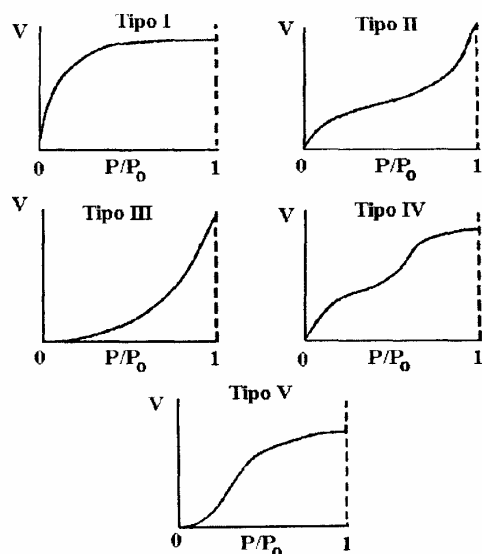 Tipo I
V
0 P/P₀ 1
Tipo II
V
0 P/P₀ 1
Tipo III
V
0 P/P₀ 1
Tipo IV
V
0 P/P₀ 1
Tipo V
V
0 P/P₀ 1